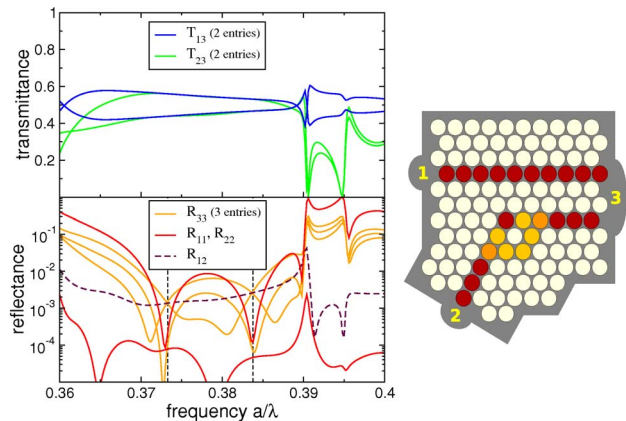 1
0.8
0.6
0.4
0.2
transmittance
T13 (2 entries)
T23 (2 entries)
10-1
10-2
10-3
10-4
reflectance
R33 (3 entries)
R11, R22
R12
0.36 0.37 0.38 0.39 0.4
frequency a/λ
1
3
2